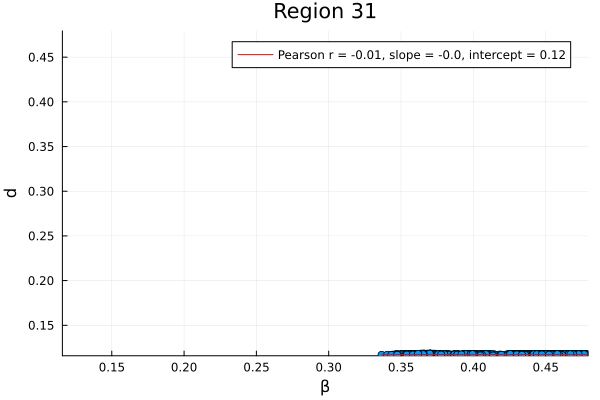 Region 31
Pearson r = -0.01, slope = -0.0, intercept = 0.12
0.45
0.40
0.35
0.30
0.25
0.20
0.15
d
0.15 0.20 0.25 0.30 0.35 0.40 0.45
β